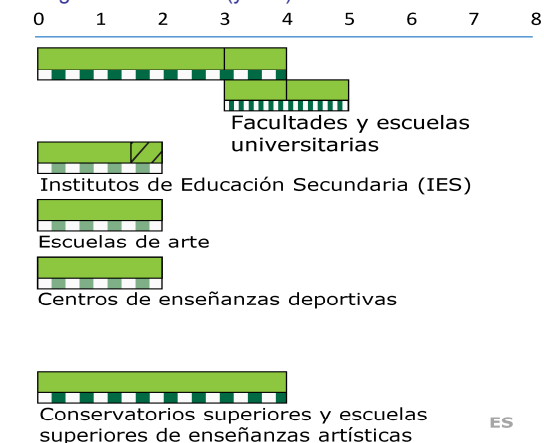 0 1 2 3 4 5 7 8
Facultades y escuelas
universitarias
Institutos de Educación Secundaria (IES)
Escuelas de arte
Centros de enseñanzas deportivas
Conservatorios superiores y escuelas
superiores de enseñanzas artísticas
ES